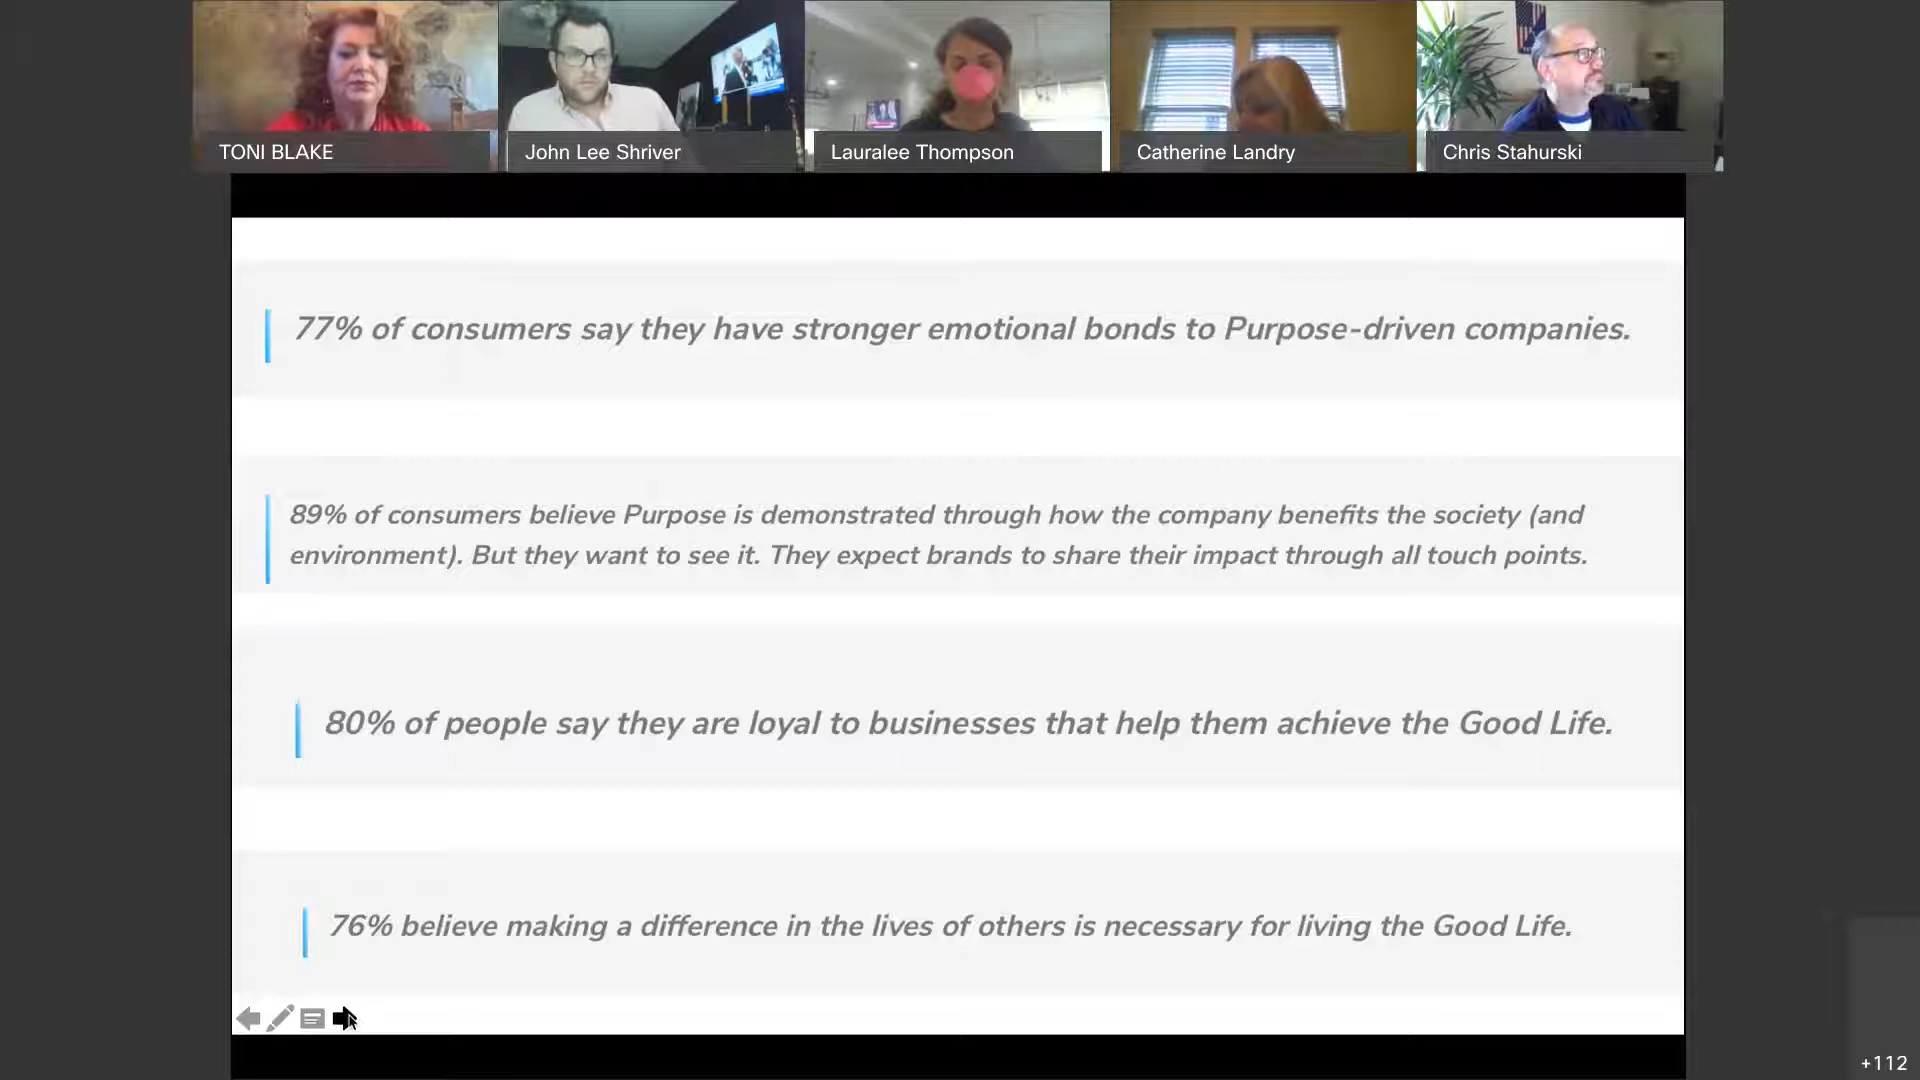 TONI BLAKE
John Lee Shriver
Lauralee Thompson
Catherine Landry
Chris Stahurski
77% of consumers say they have stronger emotional bonds to Purpose-driven companies.
89% of consumers believe Purpose is demonstrated through how the company benefits the society (and
environment). But they want to see it. They expect brands to share their impact through all touch points.
80% of people say they are loyal to businesses that help them achieve the Good Life.
76% believe making a difference in the lives of others is necessary for living the Good Life.
+112